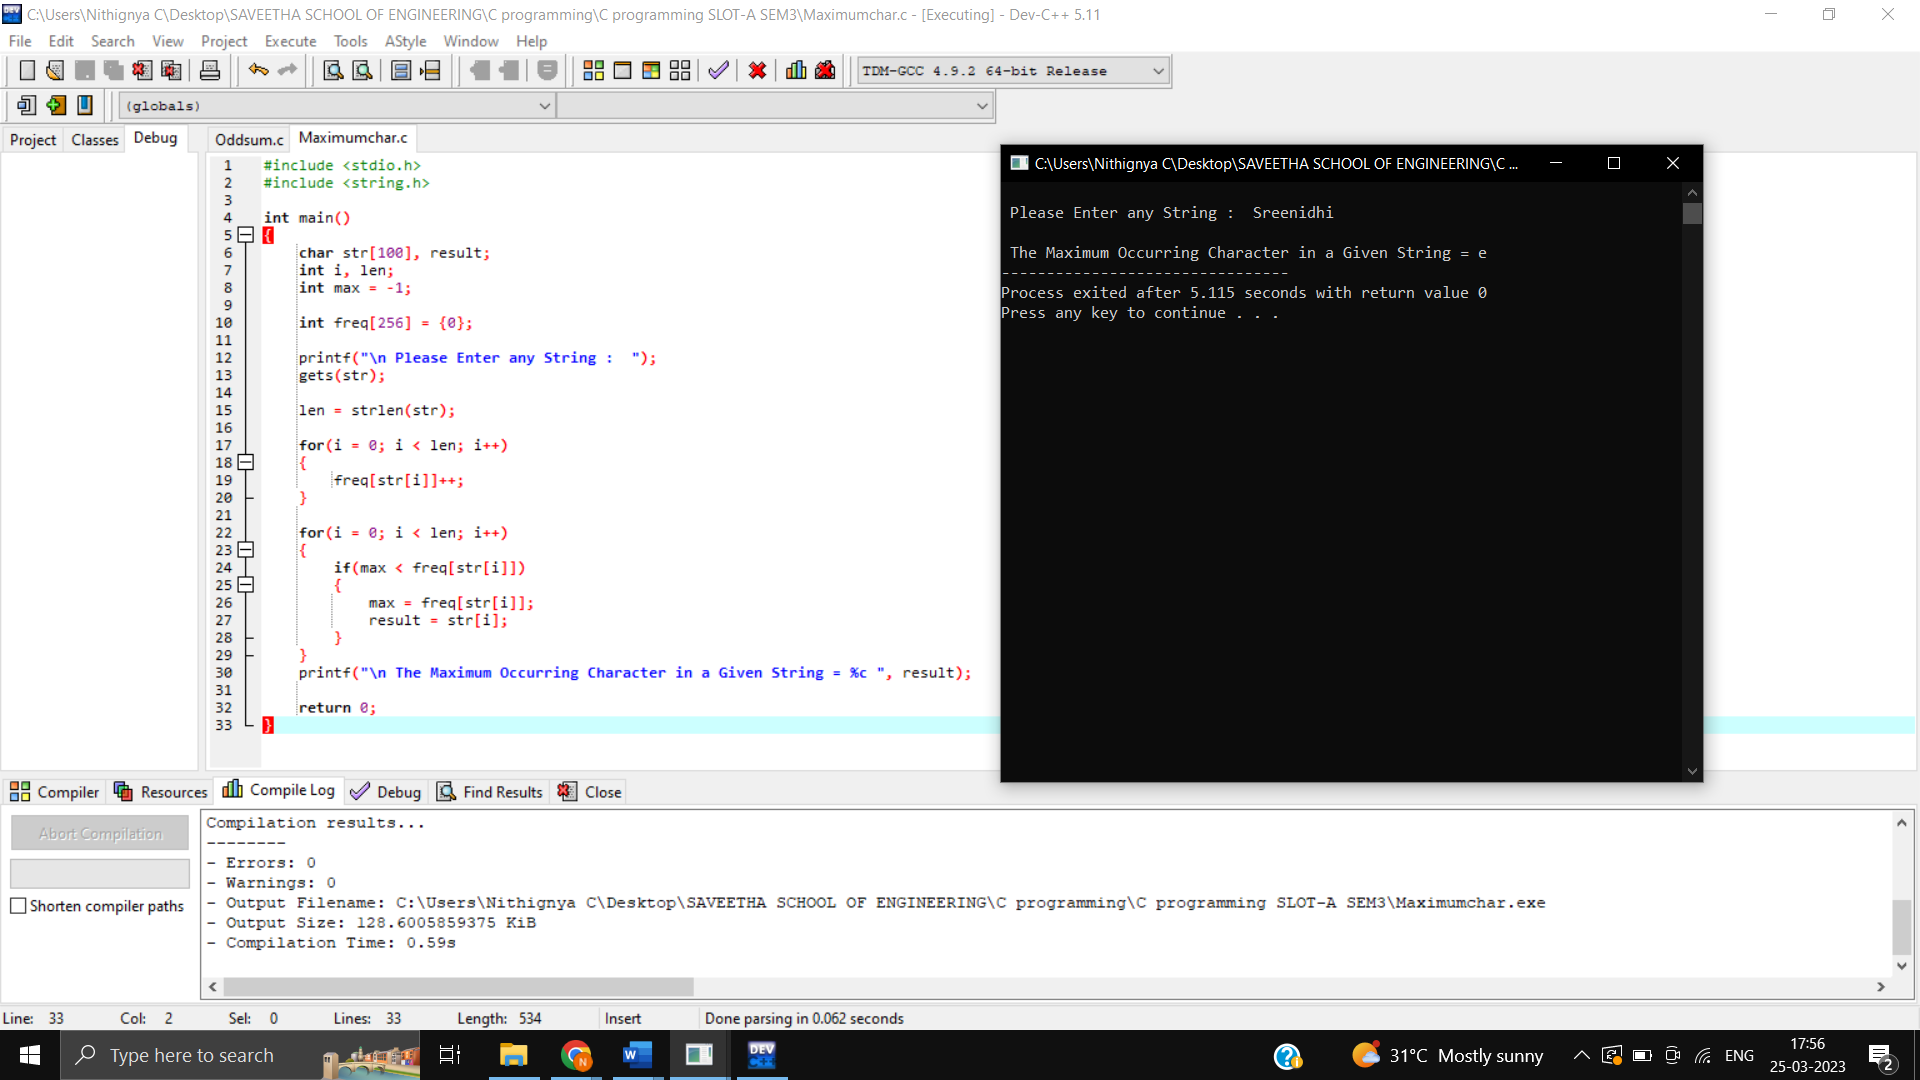 C:\Users\Nithignya C\Desktop\SAVEETHA SCHOOL OF ENGINEERING\C programming\C programming SLOT-A SEM3\Maximumchar.c - [Executing] - Dev-C++ 5.11
File Edit Search View Project Execute Tools AStyle Window Help
TDM-GCC 4.9.2 64-bit Release
(globals)
Project Classes Debug
Oddsum.c Maximumchar.c
1 #include <stdio.h>
2 #include <string.h>
3
4 int main()
5 {
6 char str[100], result;
7 int i, len;
8 int max = -1;
9
10 int freq[256] = {0};
11
12 printf("\n Please Enter any String :  ");
13 gets(str);
14
15 len = strlen(str);
16
17 for(i = 0; i < len; i++)
18 {
19 freq[str[i]]++;
20 }
21
22 for(i = 0; i < len; i++)
23 {
24 if(max < freq[str[i]])
25 {
26 max = freq[str[i]];
27 result = str[i];
28 }
29 }
30 printf("\n The Maximum Occurring Character in a Given String = %c ", result);
31
32 return 0;
33 }
C:\Users\Nithignya C\Desktop\SAVEETHA SCHOOL OF ENGINEERING\C ...
Please Enter any String :  Sreenidhi
The Maximum Occurring Character in a Given String = e
--------------------------------
Process exited after 5.115 seconds with return value 0
Press any key to continue . . .
Compiler Resources Compile Log Debug Find Results Close
Abort Compilation
Shorten compiler paths
Compilation results...
--------
- Errors: 0
- Warnings: 0
- Output Filename: C:\Users\Nithignya C\Desktop\SAVEETHA SCHOOL OF ENGINEERING\C programming\C programming SLOT-A SEM3\Maximumchar.exe
- Output Size: 128.6005859375 KiB
- Compilation Time: 0.59s
Line: 33 Col: 2 Sel: 0 Lines: 33 Length: 534 Insert Done parsing in 0.062 seconds
Type here to search
N
W
DEV
31°C Mostly sunny
ENG
17:56
25-03-2023
2